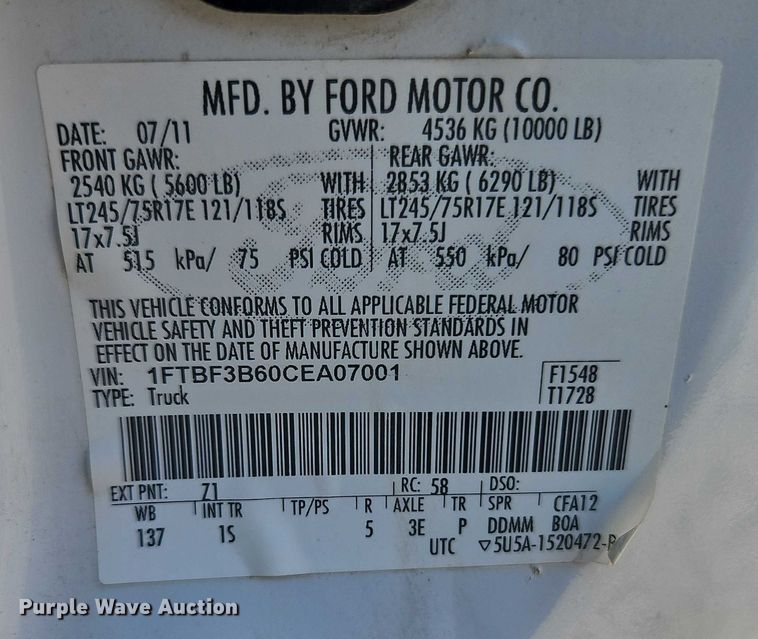 MFD. BY FORD MOTOR CO.
DATE: 07/11 GVWR: 4536 KG (10000 LB)
FRONT GAWR: REAR GAWR:
2540 KG ( 5600 LB) WITH 2853 KG ( 6290 LB) WITH
LT245/75R17E 121/118S TIRES LT245/75R17E 121/118S TIRES
17x7.5J RIMS 17x7.5J RIMS
AT 515 kPa/ 75 PSI COLD AT 550 kPa/ 80 PSI COLD
THIS VEHICLE CONFORMS TO ALL APPLICABLE FEDERAL MOTOR
VEHICLE SAFETY AND THEFT PREVENTION STANDARDS IN
EFFECT ON THE DATE OF MANUFACTURE SHOWN ABOVE.
VIN: 1FTBF3B60CEA07001 F1548
TYPE: Truck T1728
EXT PNT: Z1 RC: 58 DSO:
WB INT TR TP/PS R AXLE TR SPR CFA12
137 1S 5 3E P DDMM BOA
UTC ▽5U5A-1520472-
Purple Wave Auction